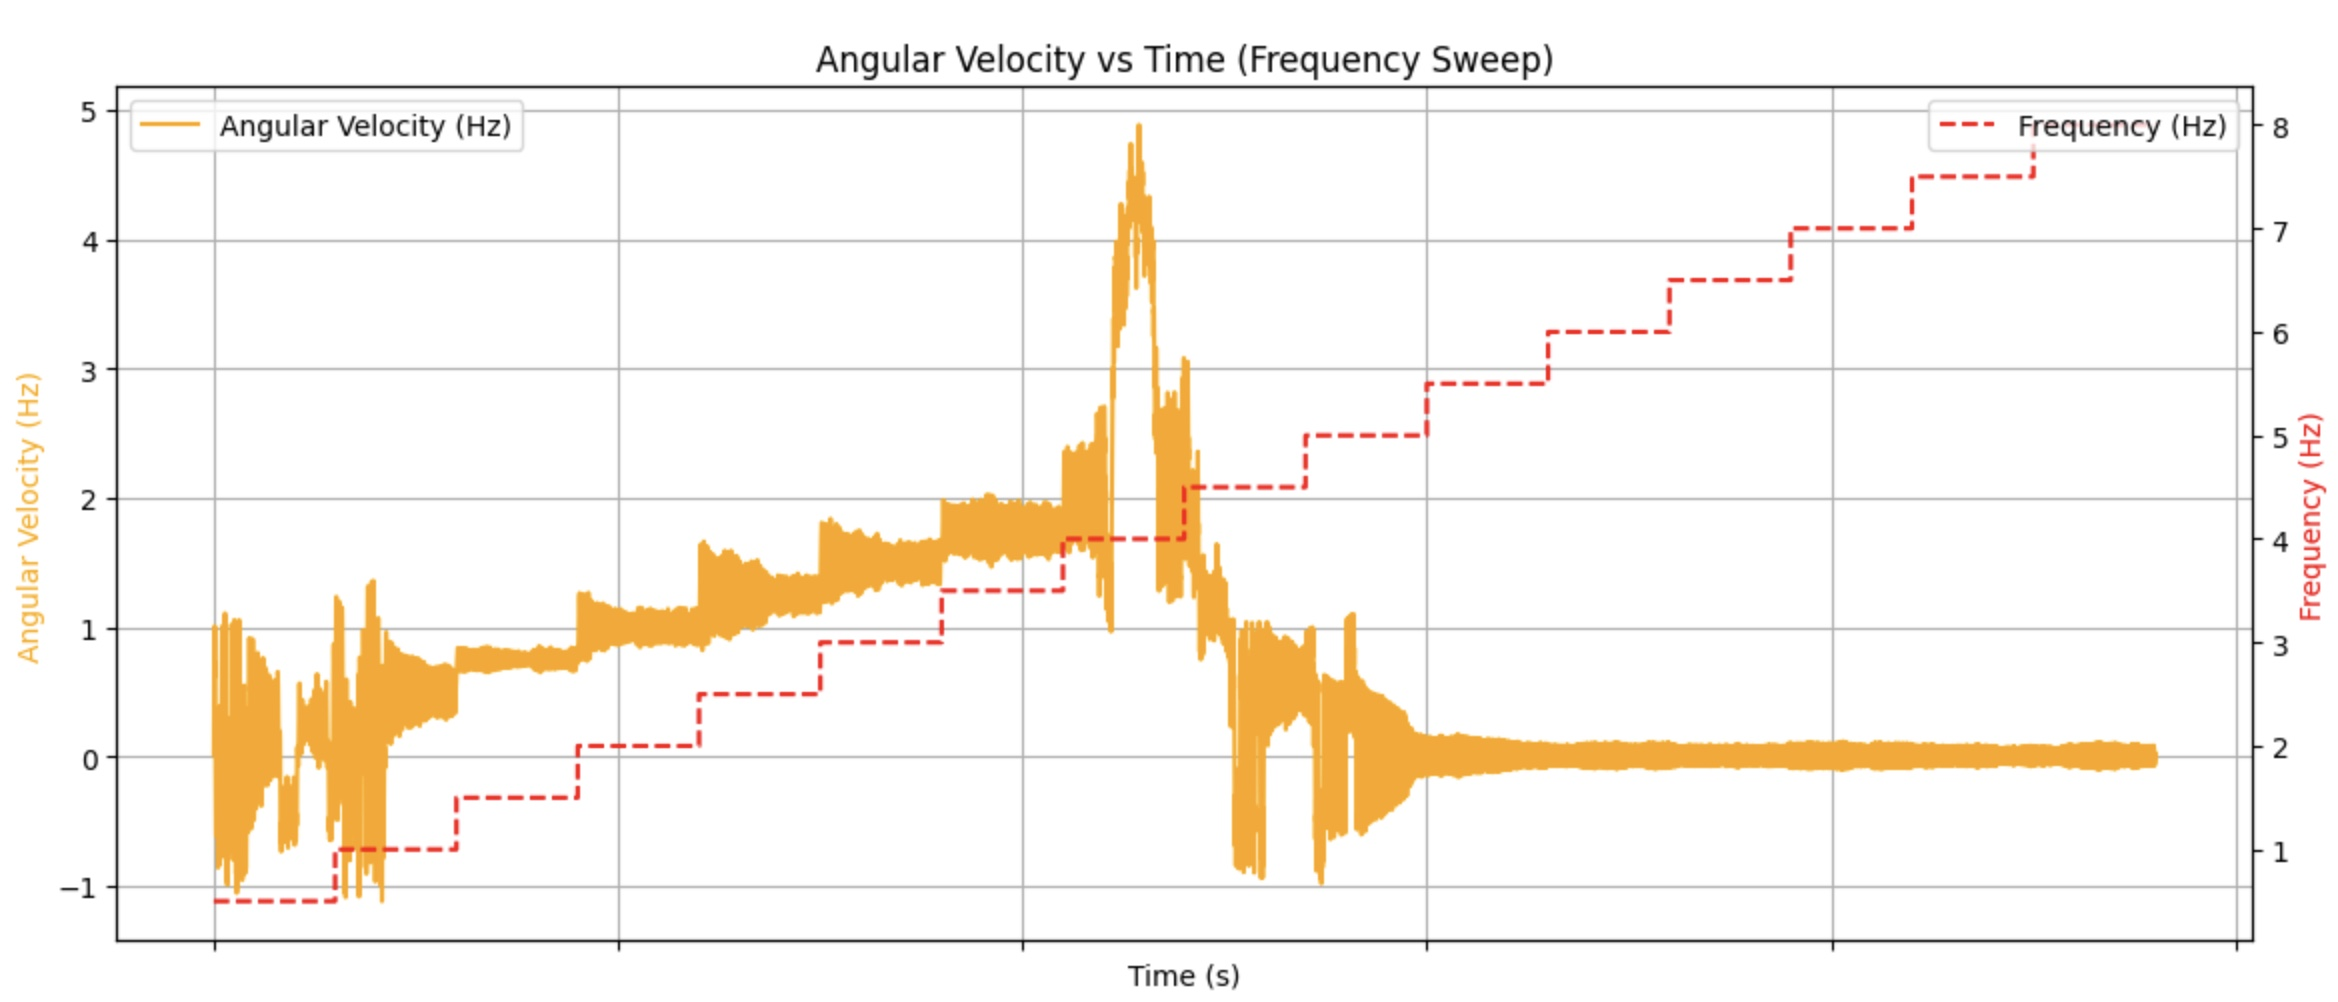 Angular Velocity vs Time (Frequency Sweep)
Angular Velocity (Hz)
Frequency (Hz)
5
4
3
2
1
0
−1
Angular Velocity (Hz)
8
7
6
5
4
3
2
1
Frequency (Hz)
Time (s)